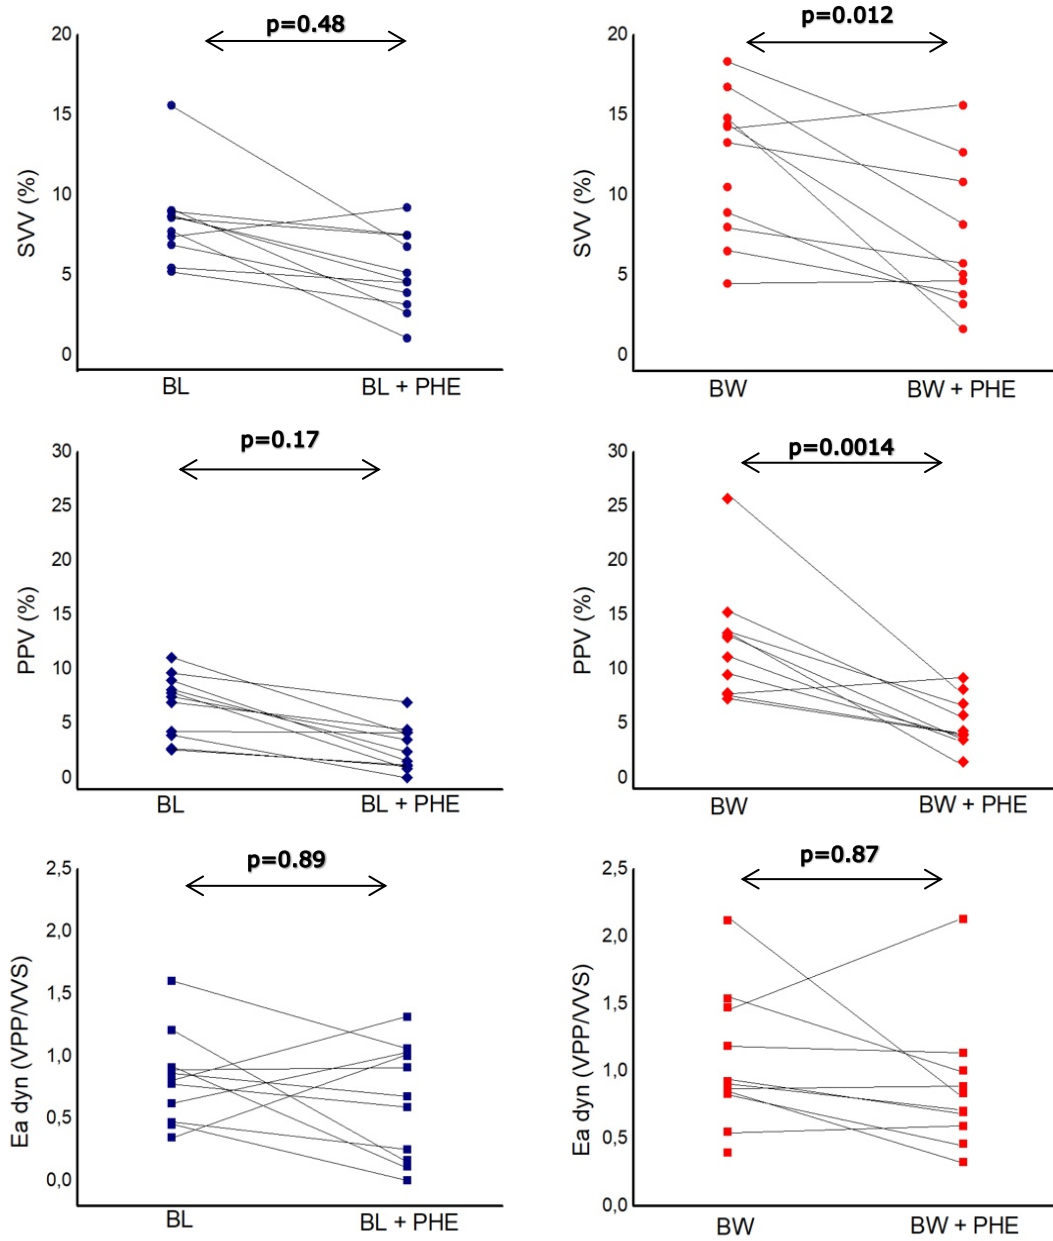 p=0.48
SVV (%)
20
15
10
5
0
BL
BL + PHE
p=0.012
SVV (%)
20
15
10
5
0
BW
BW + PHE
p=0.17
PPV (%)
30
25
20
15
10
5
0
BL
BL + PHE
p=0.0014
PPV (%)
30
25
20
15
10
5
0
BW
BW + PHE
p=0.89
Ea dyn (VPP/VVS)
2,5
2,0
1,5
1,0
0,5
0,0
BL
BL + PHE
p=0.87
Ea dyn (VPP/VVS)
2,5
2,0
1,5
1,0
0,5
0,0
BW
BW + PHE